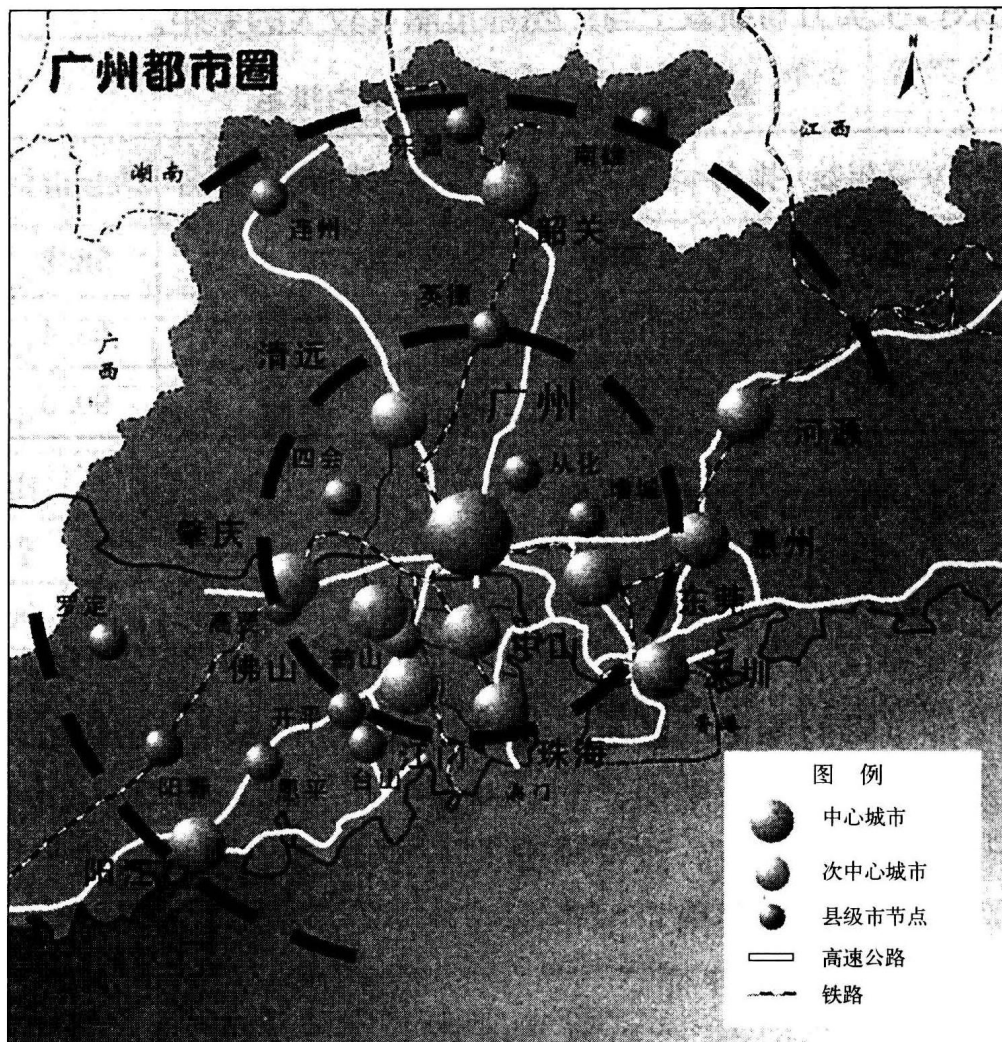 广州都市圈
N
江西
湖南
乐昌
南雄
韶关
连州
英德
广西
清远
广州
河源
四会
从化
增城
肇庆
惠州
东莞
罗定
高要
佛山
鹤山
中山
深圳
开平
香港
江门
珠海
台山
恩平
阳春
澳门
阳江
图 例
中心城市
次中心城市
县级市节点
高速公路
铁路